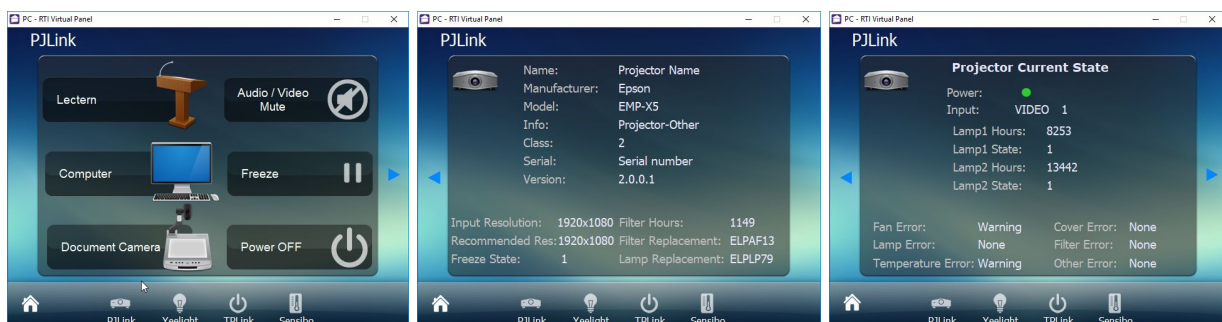 PC - RTI Virtual Panel
PJLink
Lectern
Audio / Video
Mute
Computer
Freeze
Document Camera
Power OFF
PJLink Yeelight TPLink Sensibo
PC - RTI Virtual Panel
PJLink
Name: Projector Name
Manufacturer: Epson
Model: EMP-X5
Info: Projector-Other
Class: 2
Serial: Serial number
Version: 2.0.0.1
Input Resolution: 1920x1080 Filter Hours: 1149
Recommended Res: 1920x1080 Filter Replacement: ELPAF13
Freeze State: 1 Lamp Replacement: ELPLP79
PJLink Yeelight TPLink Sensibo
PC - RTI Virtual Panel
PJLink
Projector Current State
Power:
Input: VIDEO 1
Lamp1 Hours: 8253
Lamp1 State: 1
Lamp2 Hours: 13442
Lamp2 State: 1
Fan Error: Warning Cover Error: None
Lamp Error: None Filter Error: None
Temperature Error: Warning Other Error: None
PJLink Yeelight TPLink Sensibo